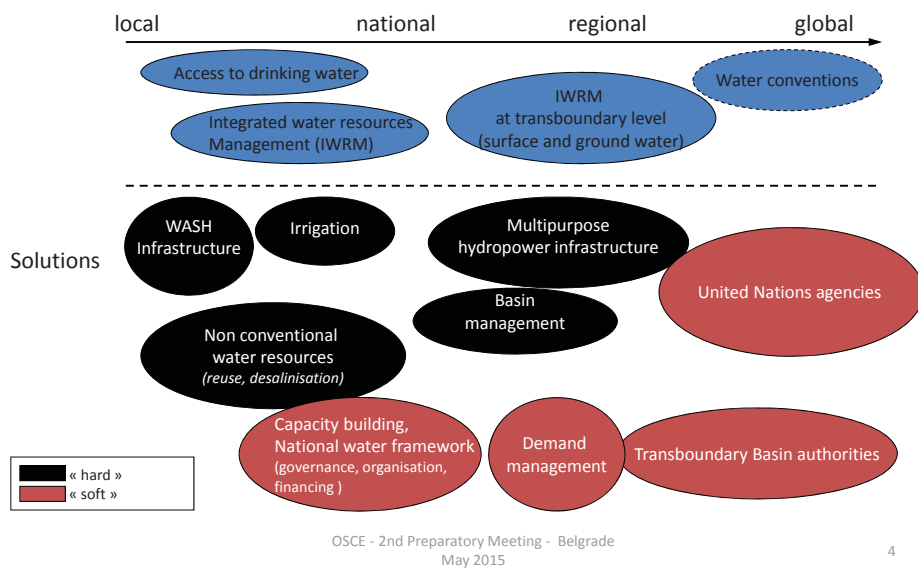 local national regional global
Access to drinking water
Water conventions
Integrated water resources
Management (IWRM)
IWRM
at transboundary level
(surface and ground water)
Solutions
WASH
Infrastructure
Irrigation
Multipurpose
hydropower infrastructure
United Nations agencies
Basin
management
Non conventional
water resources
(reuse, desalinisation)
Capacity building,
National water framework
(governance, organisation,
financing )
Demand
management
Transboundary Basin authorities
« hard »
« soft »
OSCE - 2nd Preparatory Meeting - Belgrade
May 2015
4